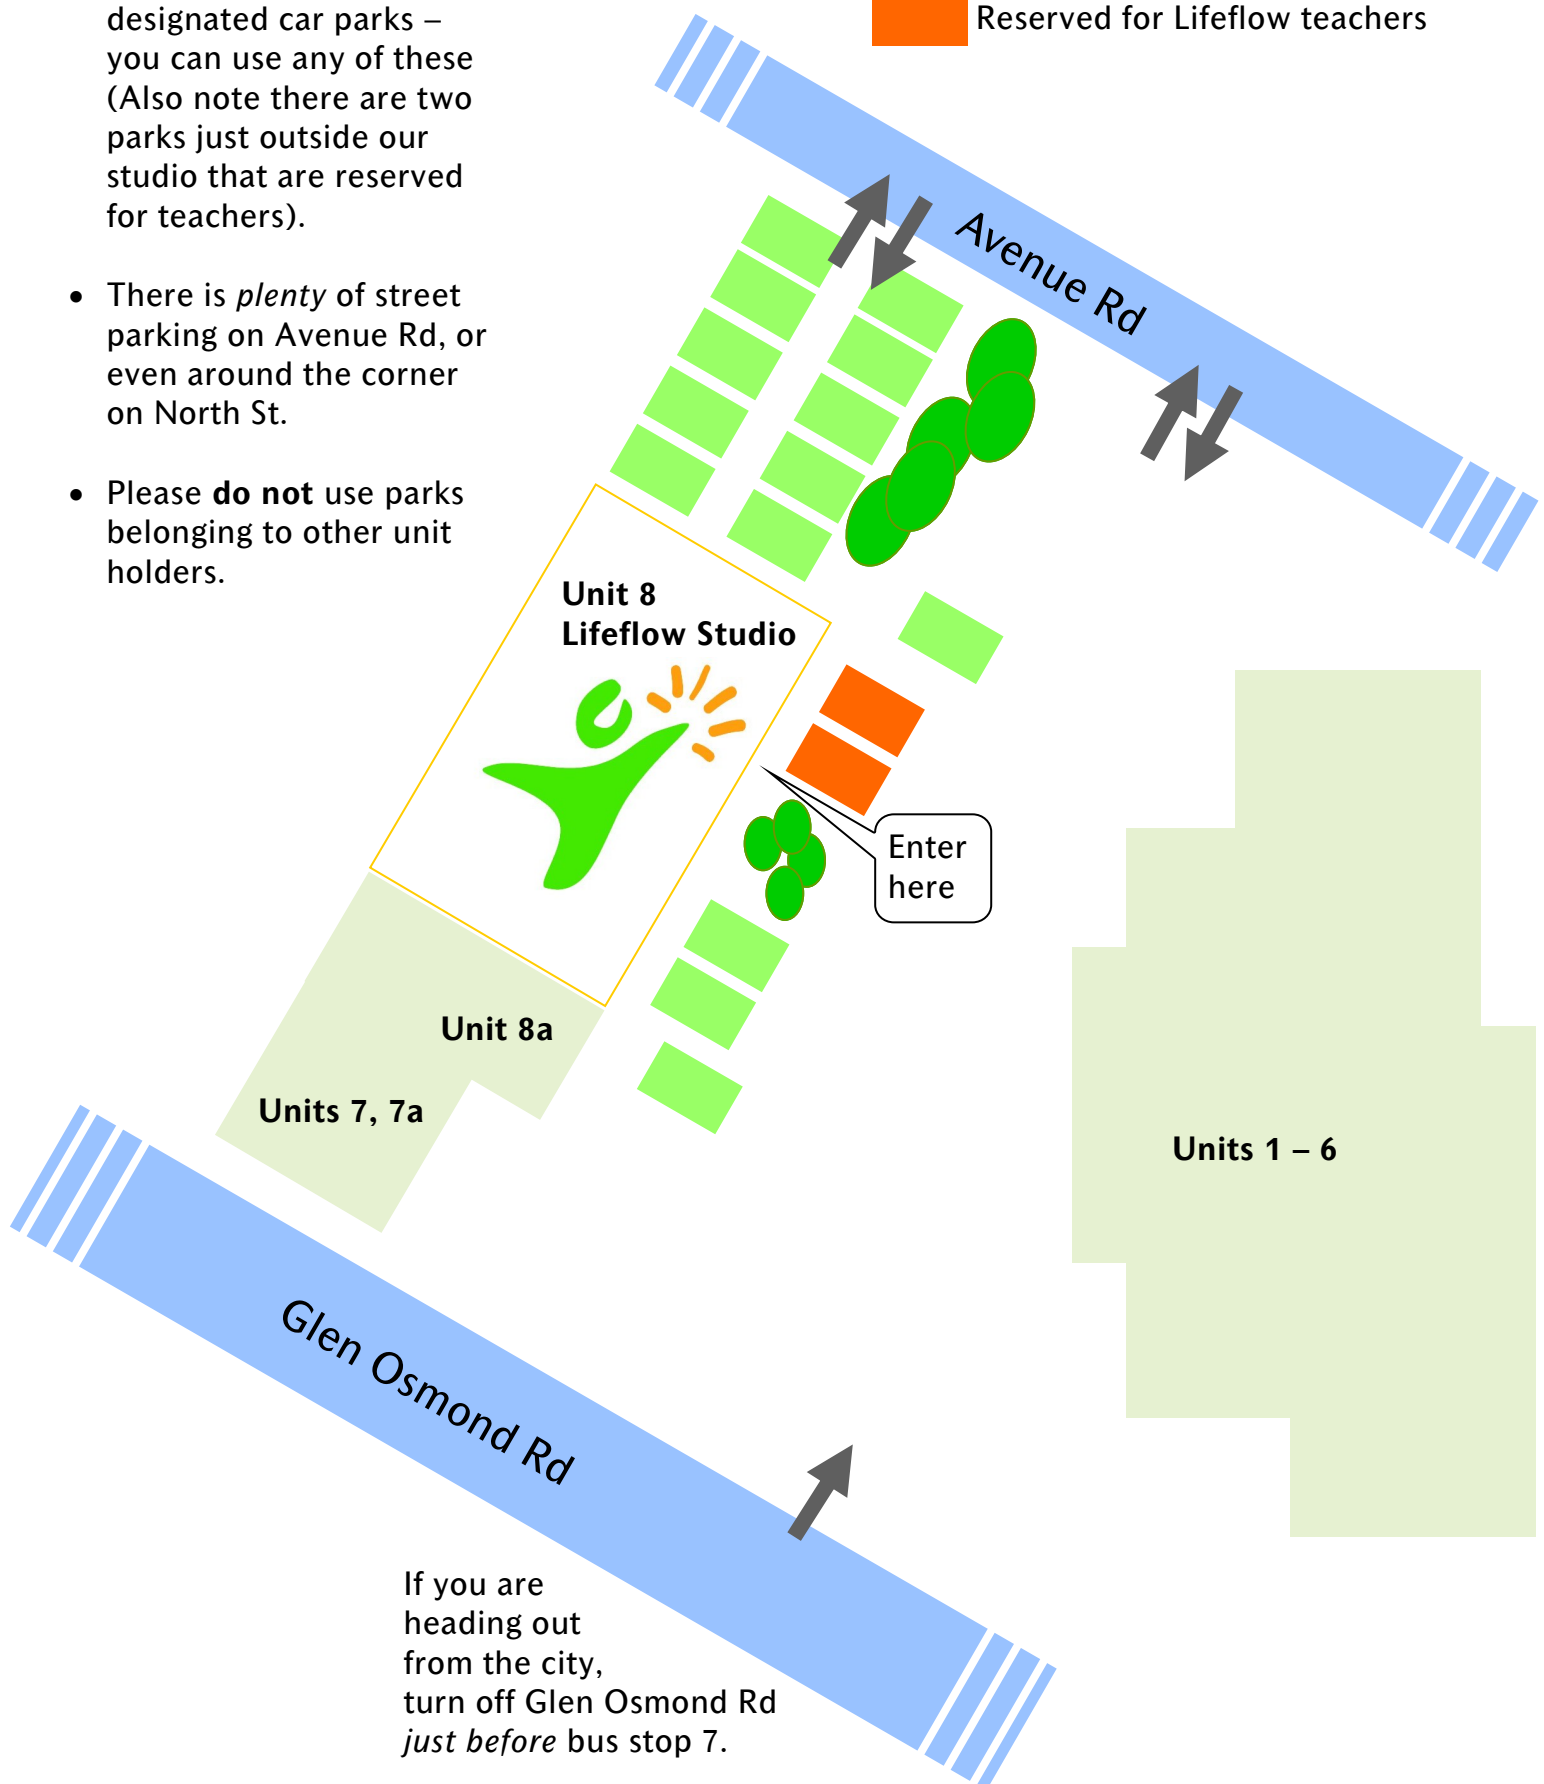 designated car parks –
you can use any of these
(Also note there are two
parks just outside our
studio that are reserved
for teachers).
• There is plenty of street
parking on Avenue Rd, or
even around the corner
on North St.
• Please do not use parks
belonging to other unit
holders.
Reserved for Lifeflow teachers
Avenue Rd
Unit 8
Lifeflow Studio
Enter
here
Unit 8a
Units 7, 7a
Units 1 – 6
Glen Osmond Rd
If you are
heading out
from the city,
turn off Glen Osmond Rd
just before bus stop 7.